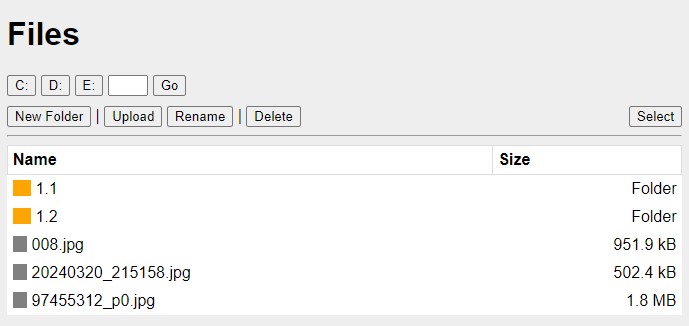 Files
C: D: E: Go
New Folder | Upload Rename | Delete Select
Name Size
1.1 Folder
1.2 Folder
008.jpg 951.9 kB
20240320_215158.jpg 502.4 kB
97455312_p0.jpg 1.8 MB